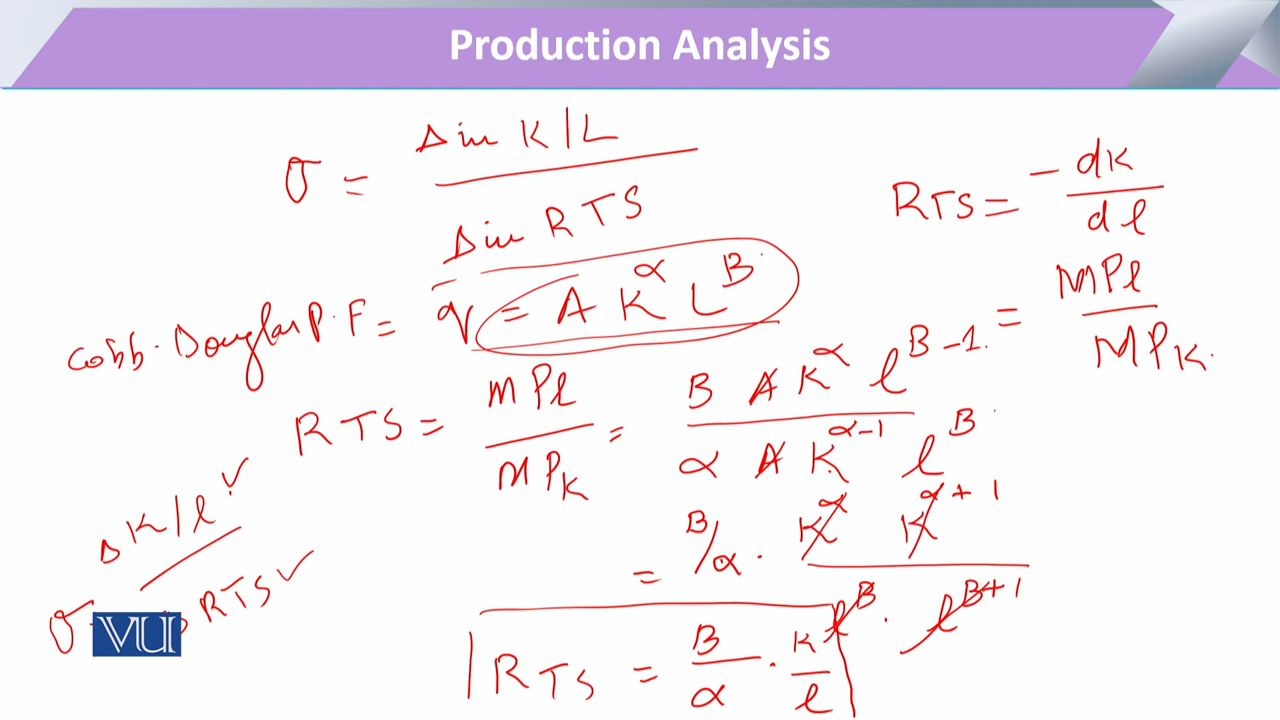 Production Analysis
σ = Δ in K/L / Δ in RTS
RTS = - dK / dl
= MPl / MPK.
Cobb-Douglas P.F = q = A K^α L^B
RTS = MPl / MPK = B A K^α l^B-1 / α A K^α-1 l^B
= B/α · K^α K^α+1 / l^B · l^B+1
RTS = B/α · K/l
σ ΔK/l / RTS
VU